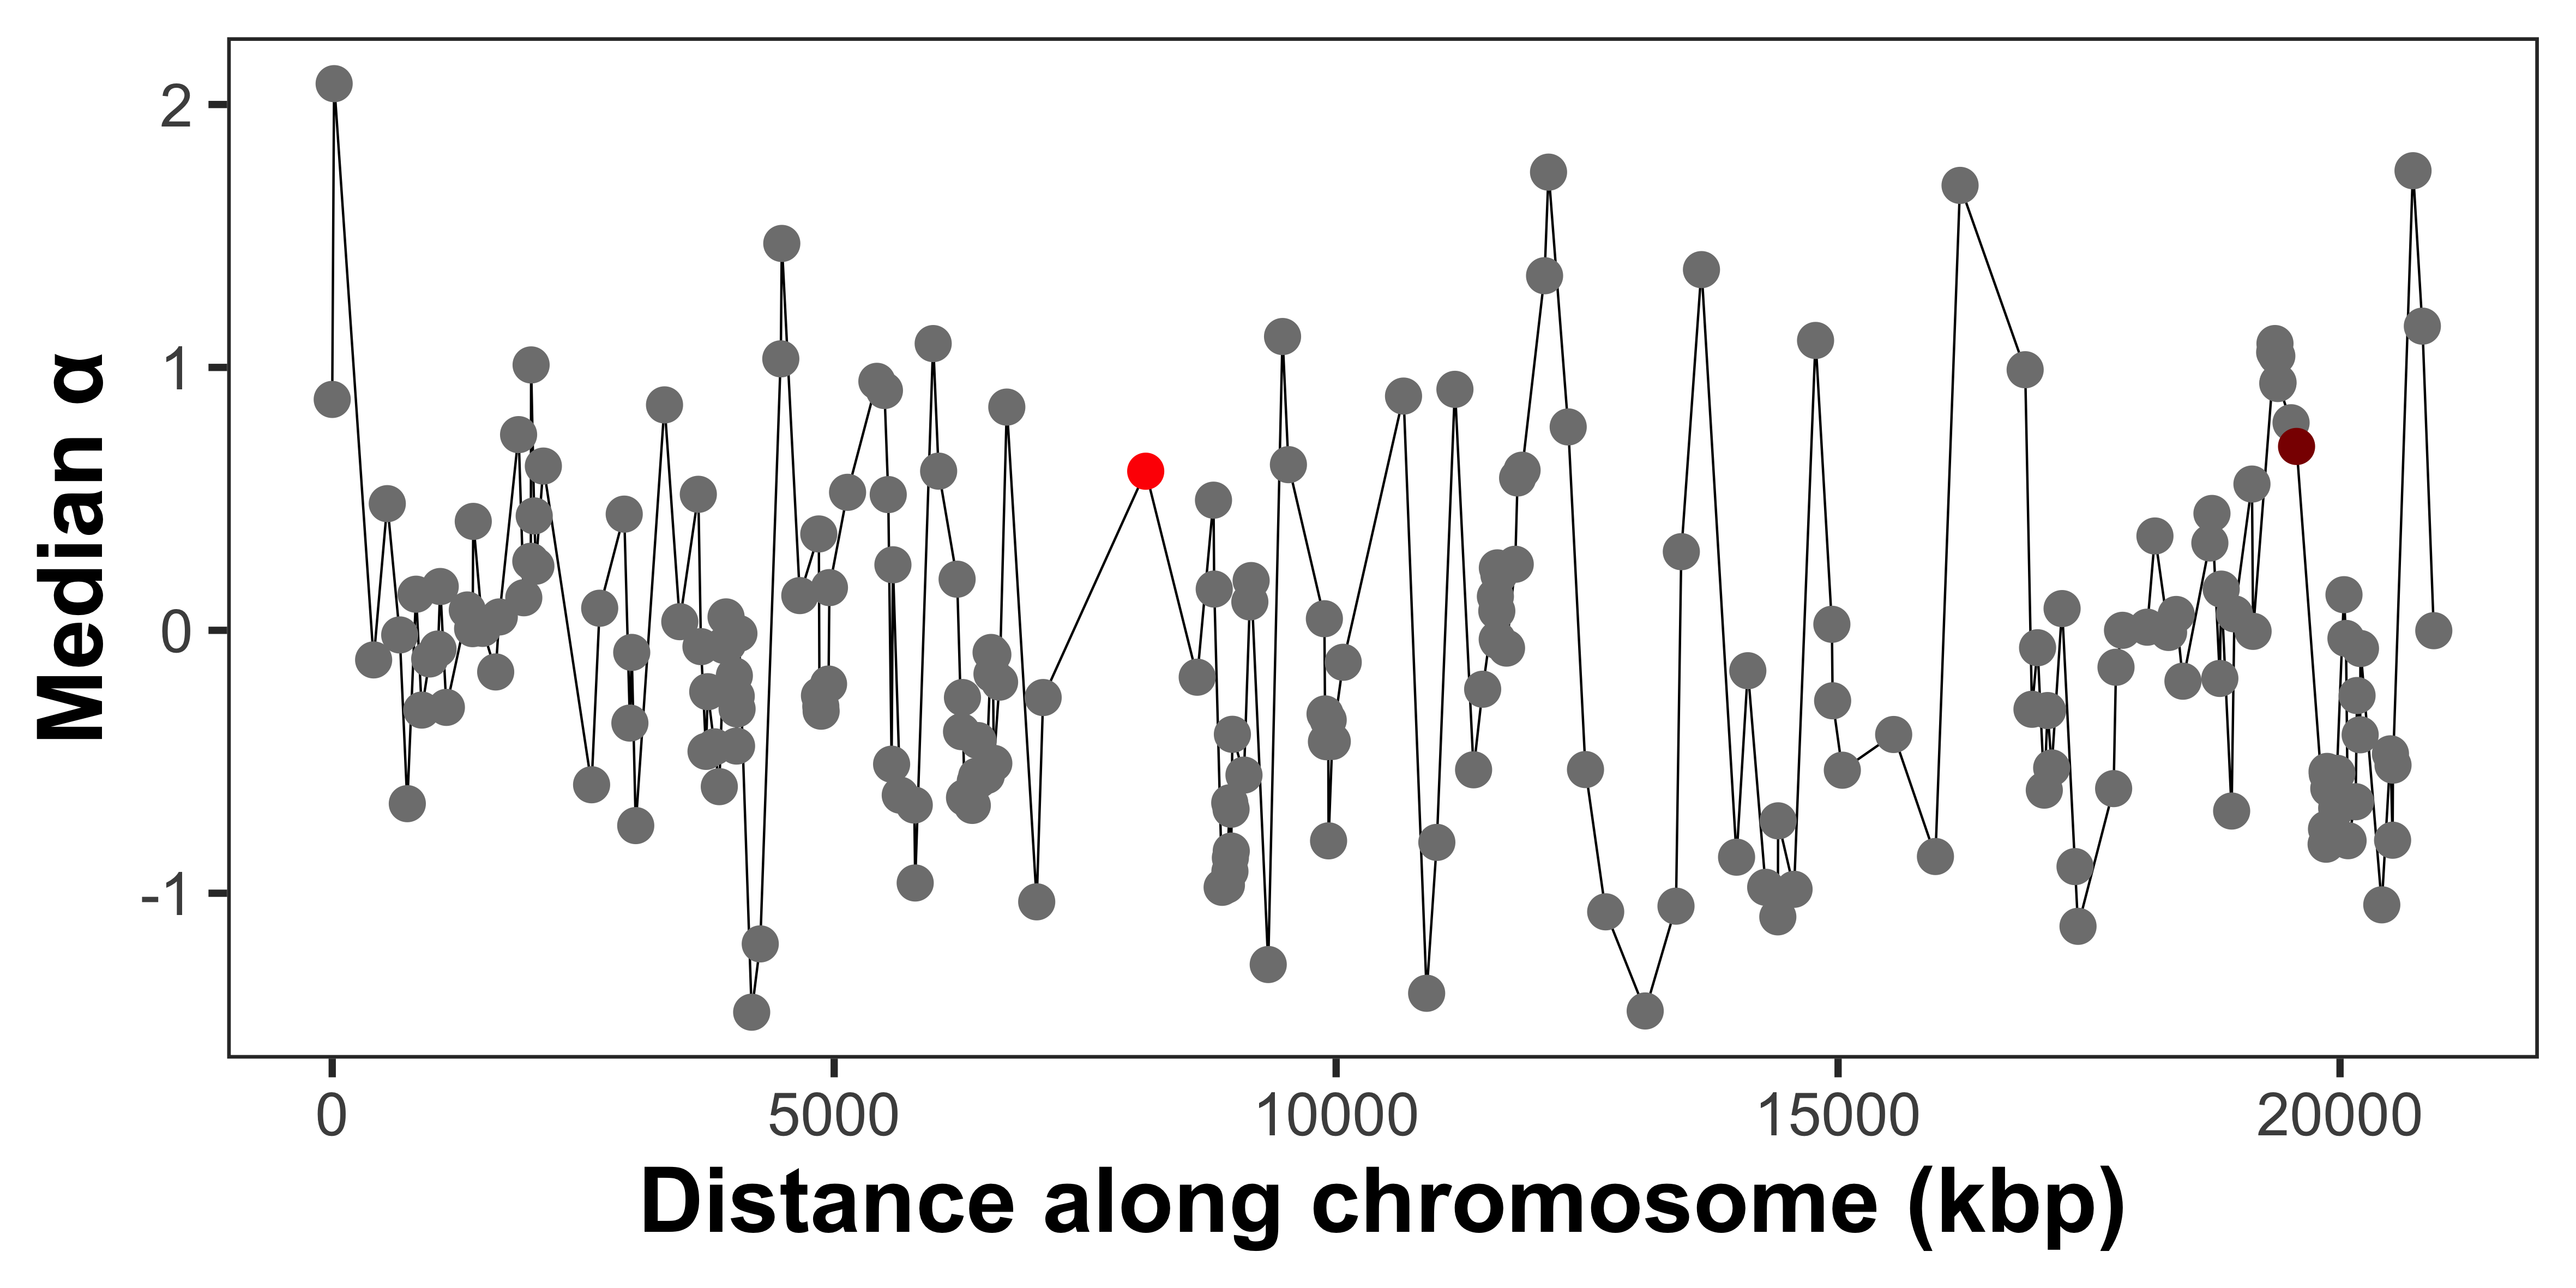 Median α
2
1
0
-1
0 5000 10000 15000 20000
Distance along chromosome (kbp)